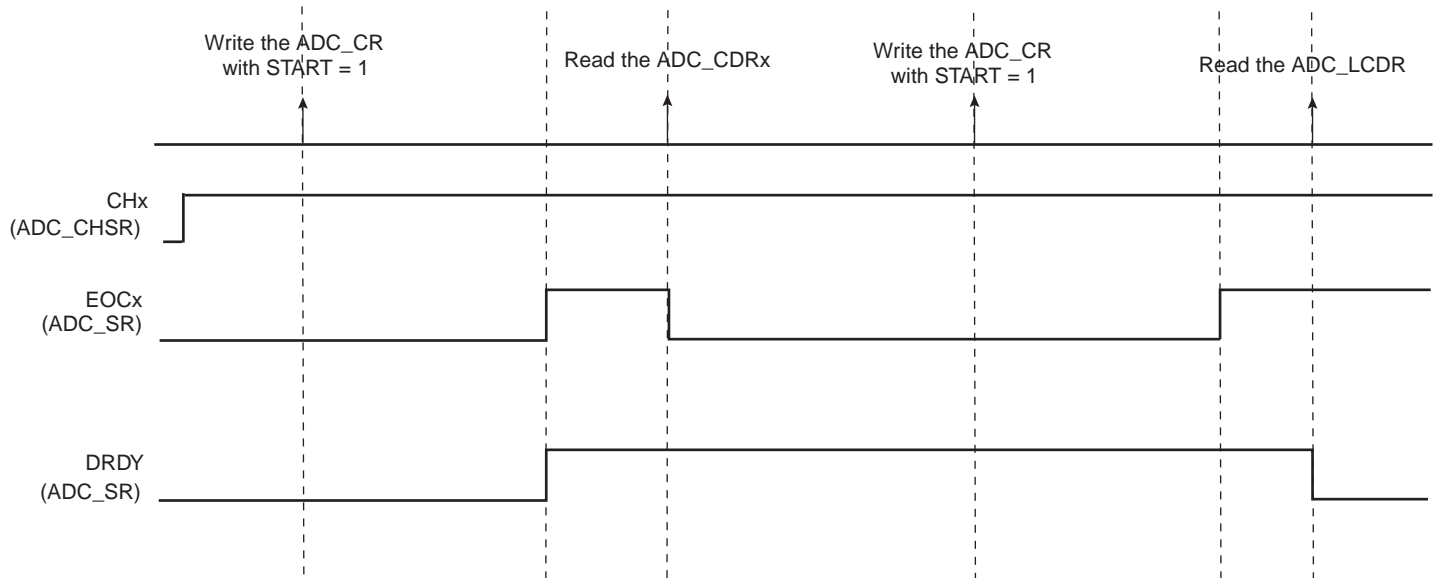 Write the ADC_CR
with START = 1
Read the ADC_CDRx
Write the ADC_CR
with START = 1
Read the ADC_LCDR
CHx
(ADC_CHSR)
EOCx
(ADC_SR)
DRDY
(ADC_SR)